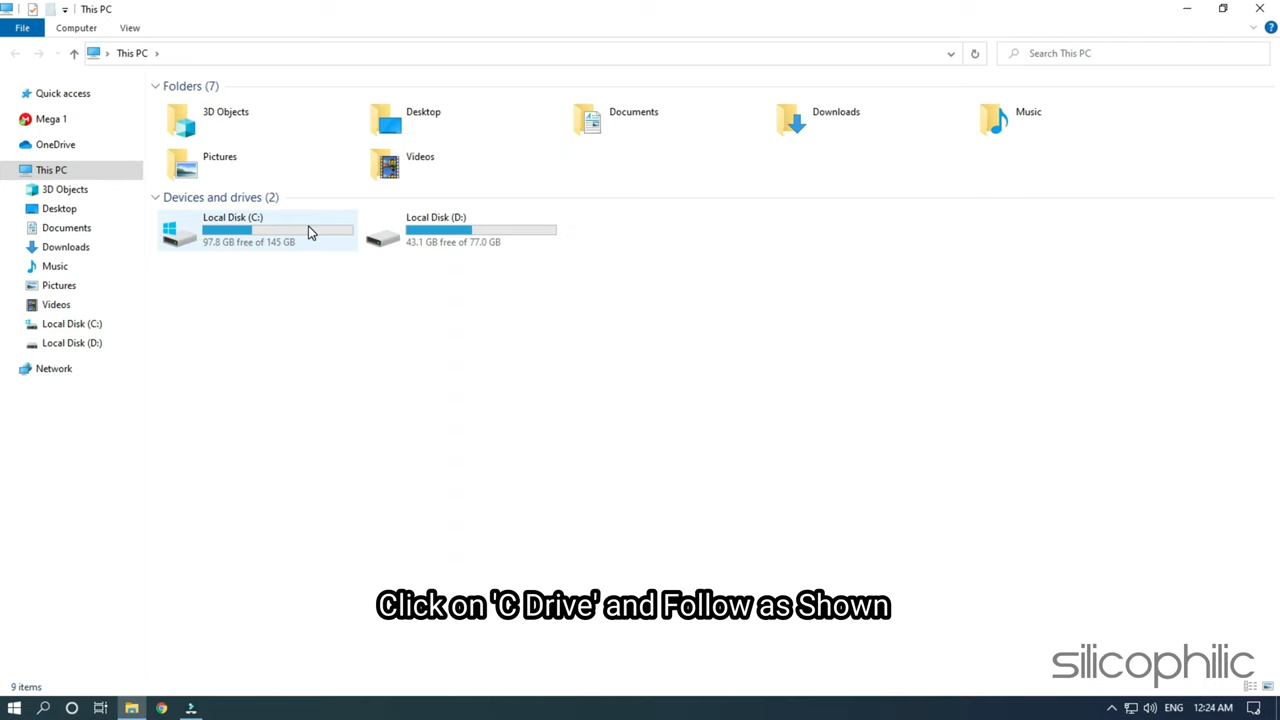 This PC
File
Computer
View
This PC
Search This PC
Quick access
Mega 1
OneDrive
This PC
3D Objects
Desktop
Documents
Downloads
Music
Pictures
Videos
Local Disk (C:)
Local Disk (D:)
Network
Folders (7)
3D Objects
Desktop
Documents
Downloads
Music
Pictures
Videos
Devices and drives (2)
Local Disk (C:)
97.8 GB free of 145 GB
Local Disk (D:)
43.1 GB free of 77.0 GB
Click on 'C Drive' and Follow as Shown
silicophilic
9 items
ENG
12:24 AM